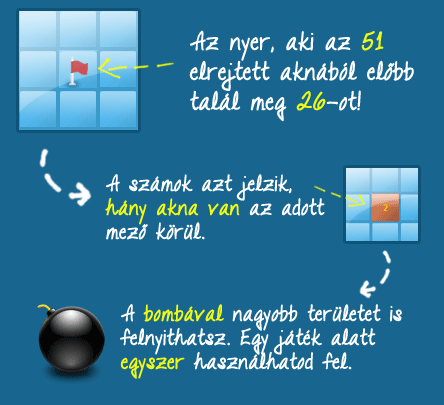 Az nyer, aki az 51
elrejtett aknából előbb
talál meg 26-ot!
A számok azt jelzik,
hány akna van az adott
mező körül.
2
A bombával nagyobb területet is
felnyithatsz. Egy játék alatt
egyszer használhatod fel.